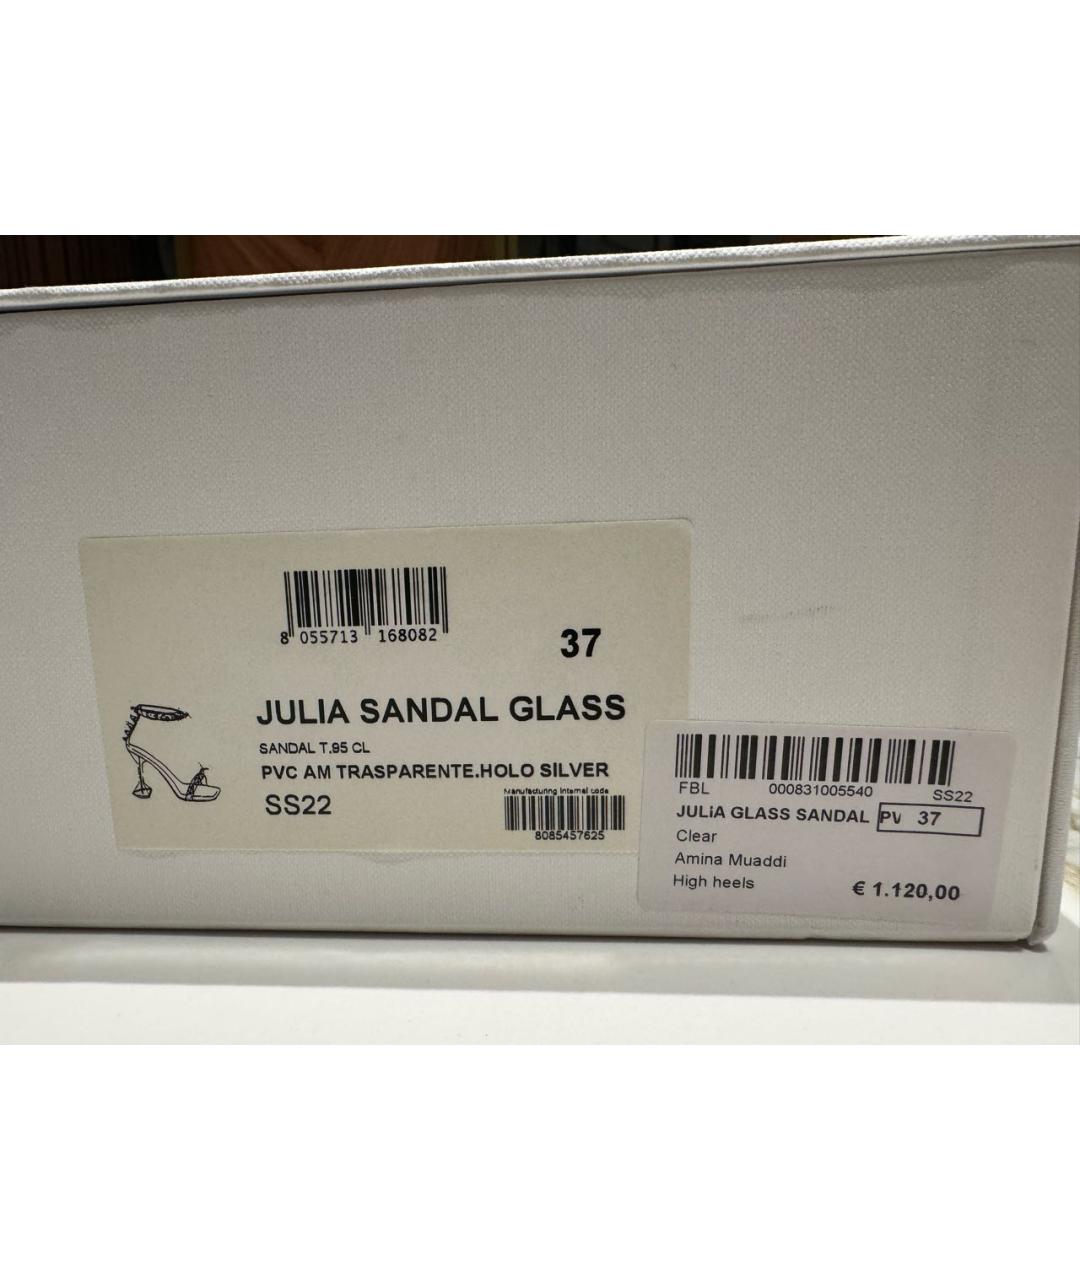 8 055713 168082
37
JULIA SANDAL GLASS
SANDAL T.95 CL
PVC AM TRASPARENTE.HOLO SILVER
SS22
Manufacturing Internal code
8085457625
FBL 000831005540 SS22
JULiA GLASS SANDAL PV 37
Clear
Amina Muaddi
High heels € 1.120,00